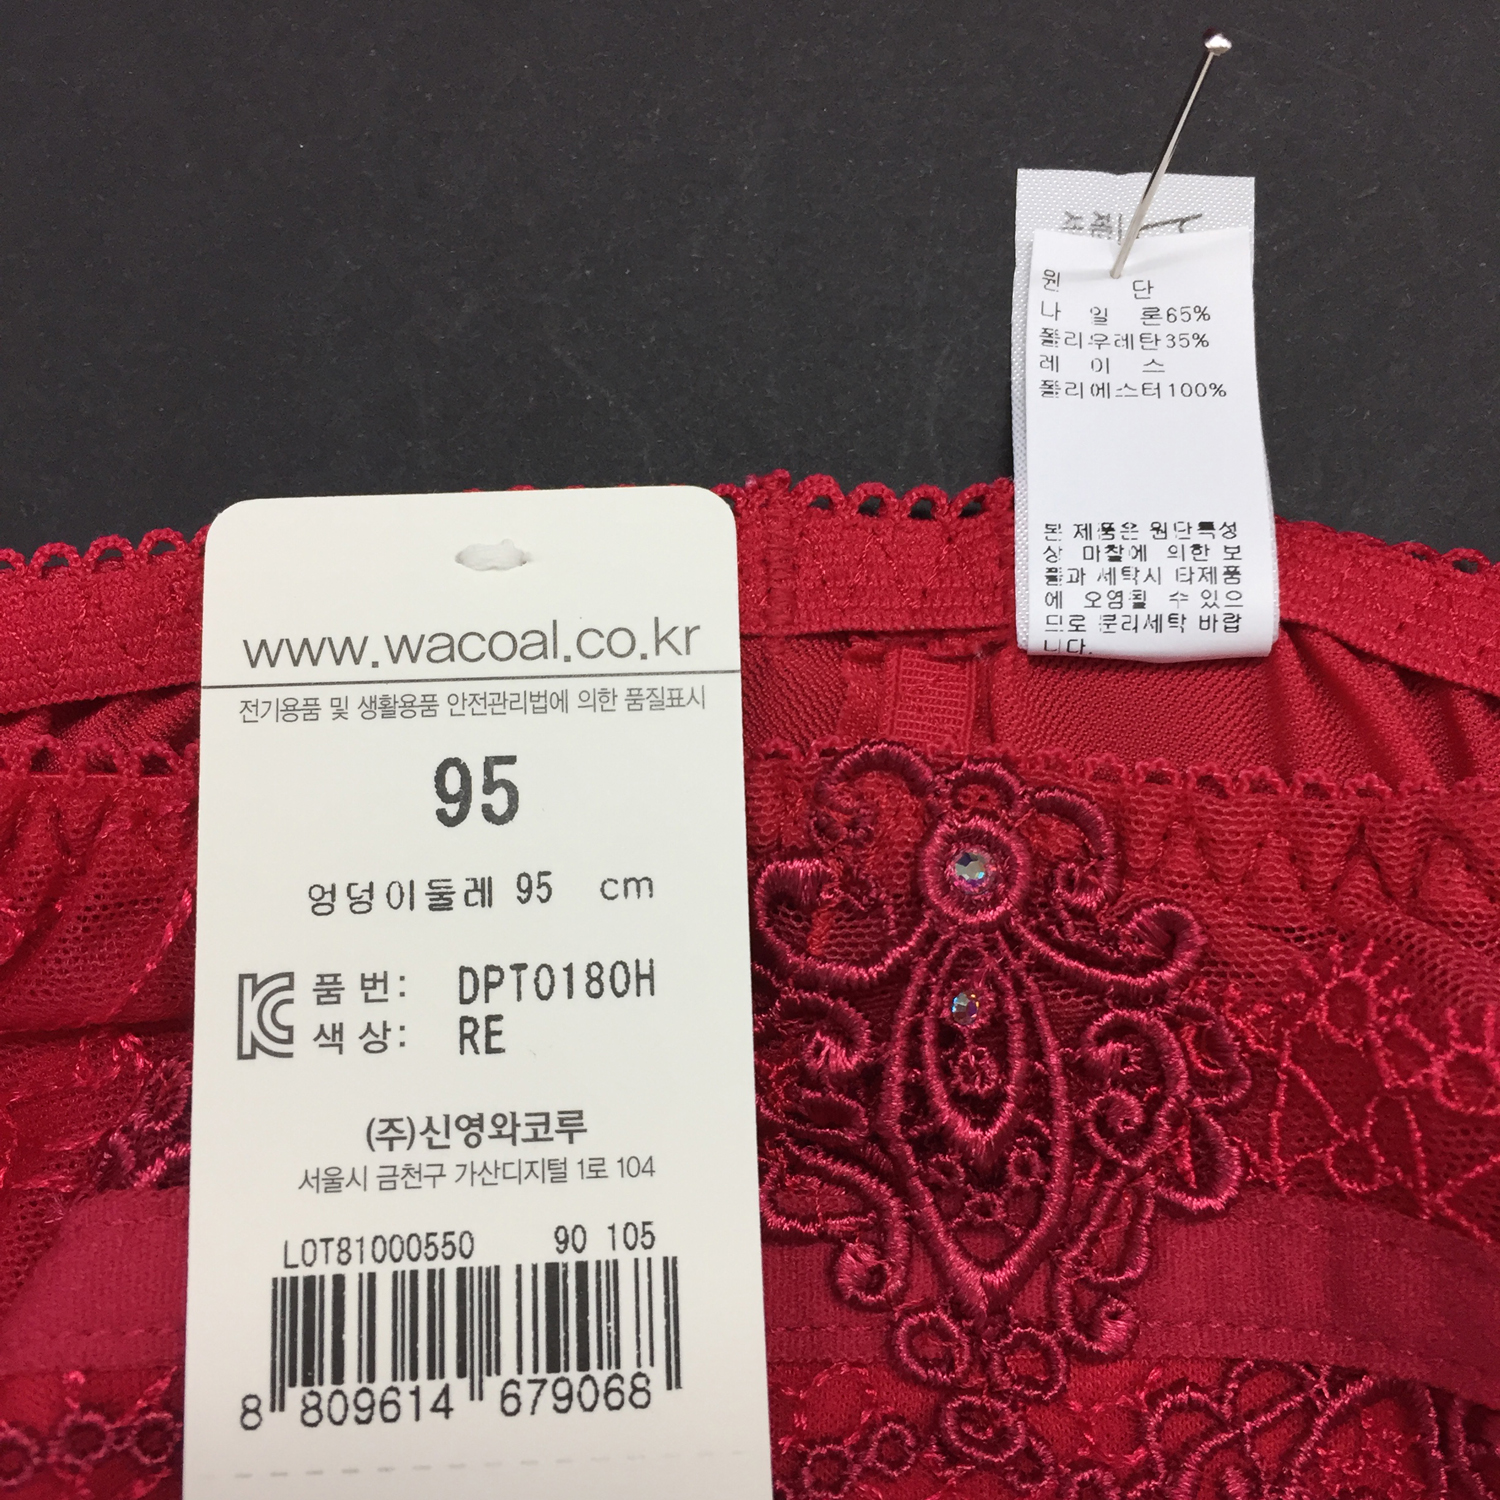 www.wacoal.co.kr
전기용품 및 생활용품 안전관리법에 의한 품질표시
95
엉덩이둘레 95 cm
품 번: DPT0180H
색 상: RE
(주)신영와코루
서울시 금천구 가산디지털 1로 104
LOT81000550 90 105
8 809614 679068
원 단
나 일 론65%
폴리우레탄35%
레 이 스
폴리에스터100%
본 제품은 원단특성
상 마찰에 의한 보
풀과 세탁시 타제품
에 오염될 수 있으
므로 분리세탁 바랍
니다.